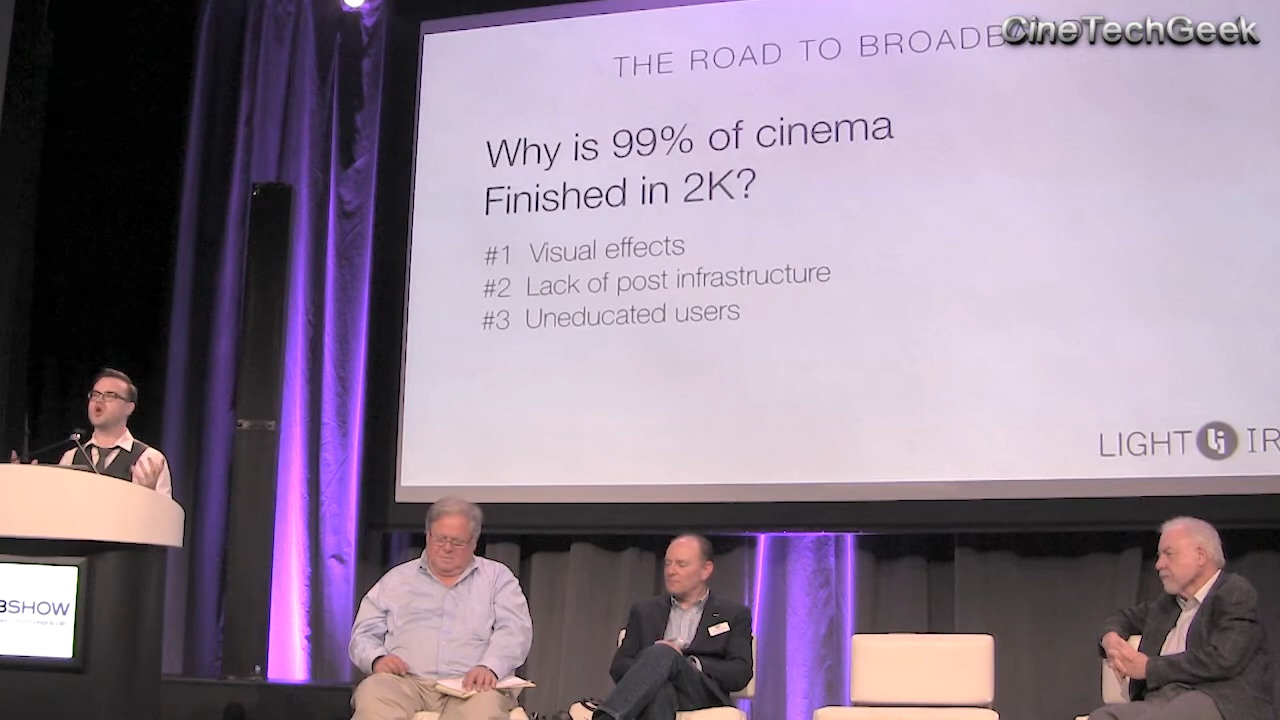 CineTechGeek
THE ROAD TO
Why is 99% of cinema
Finished in 2K?
#1 Visual effects
#2 Lack of post infrastructure
#3 Uneducated users
LIGHT IR
BSHOW